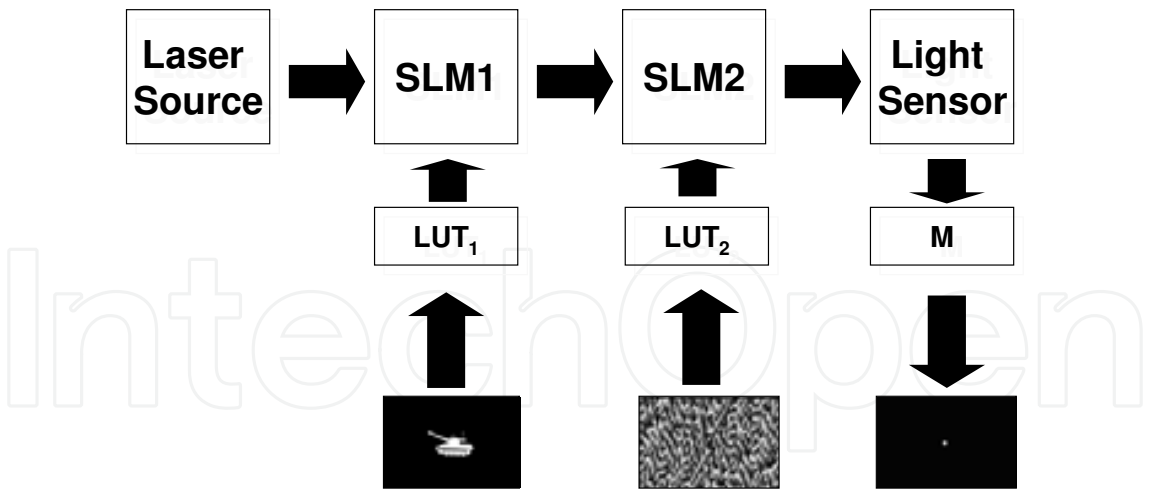 Laser
Source
SLM1
SLM2
Light
Sensor
LUT₁
LUT₂
M
IntechOpen